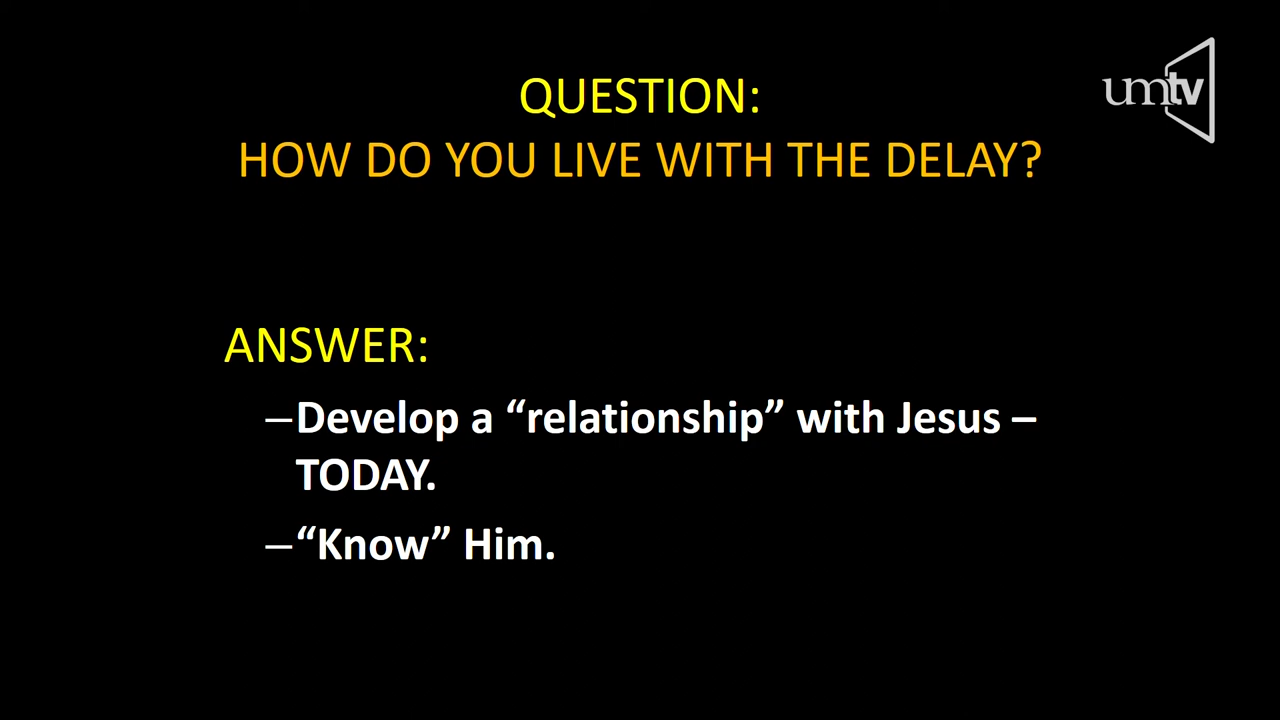 umtv
QUESTION:
HOW DO YOU LIVE WITH THE DELAY?
ANSWER:
–Develop a “relationship” with Jesus –
TODAY.
–“Know” Him.